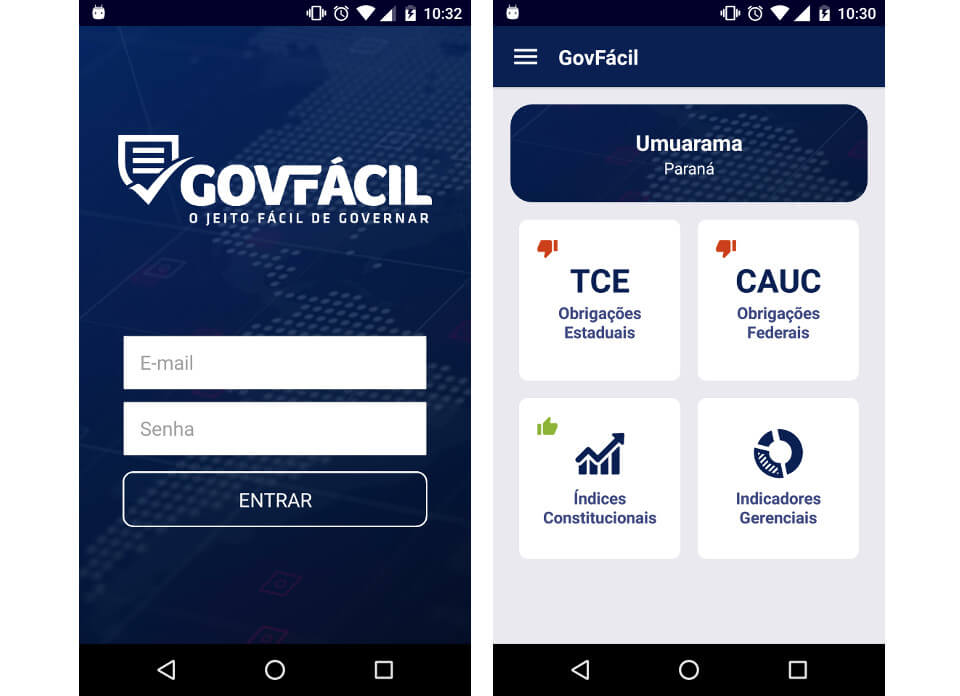 10:32
GOVFÁCIL
O JEITO FÁCIL DE GOVERNAR
E-mail
Senha
ENTRAR
10:30
GovFácil
Umuarama
Paraná
TCE
Obrigações
Estaduais
CAUC
Obrigações
Federais
Índices
Constitucionais
Indicadores
Gerenciais